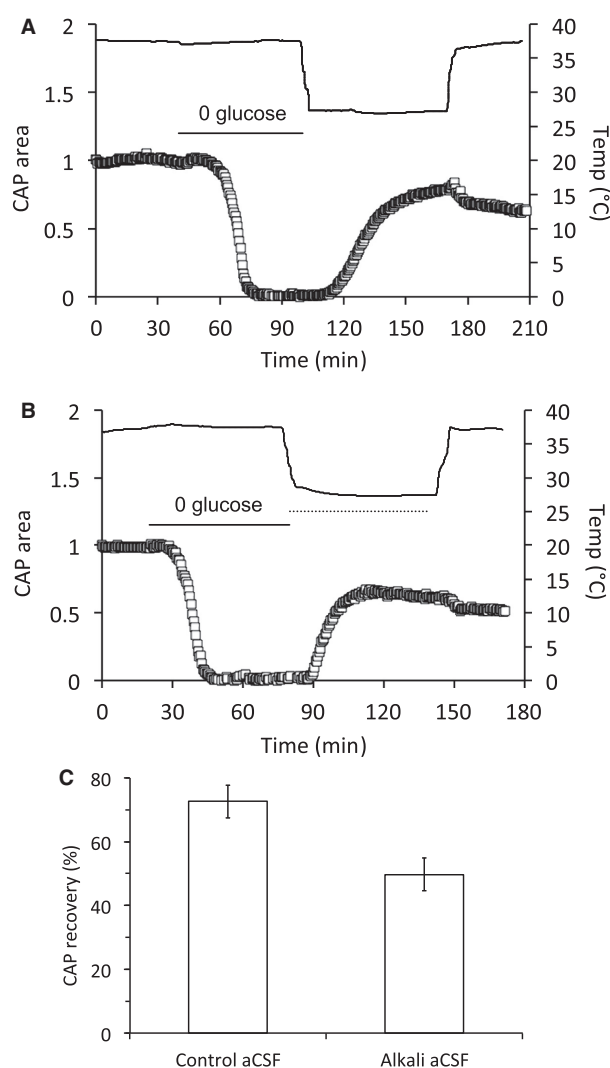 A
2
1.5
1
0.5
0
CAP area
0 glucose
40
35
30
25
20
15
10
5
0
Temp (°C)
0 30 60 90 120 150 180 210
Time (min)
B
2
1.5
1
0.5
0
CAP area
0 glucose
40
35
30
25
20
15
10
5
0
Temp (°C)
0 30 60 90 120 150 180
Time (min)
C
80
60
40
20
0
CAP recovery (%)
Control aCSF Alkali aCSF